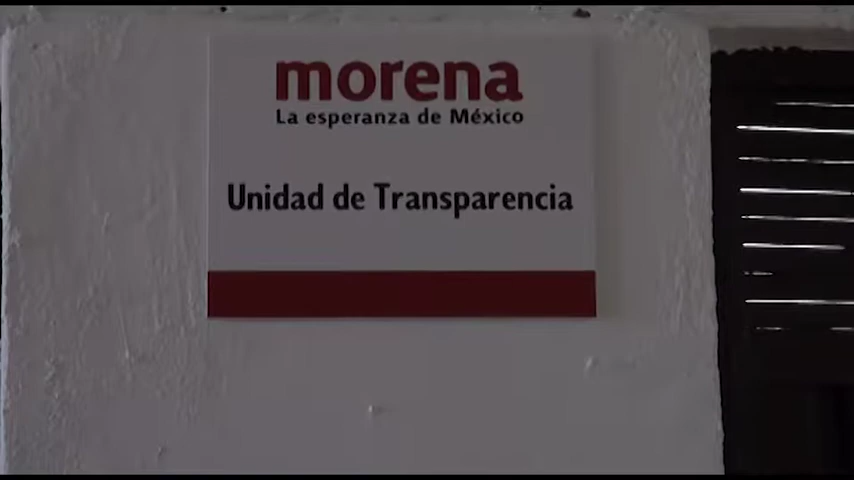 morena
La esperanza de México
Unidad de Transparencia